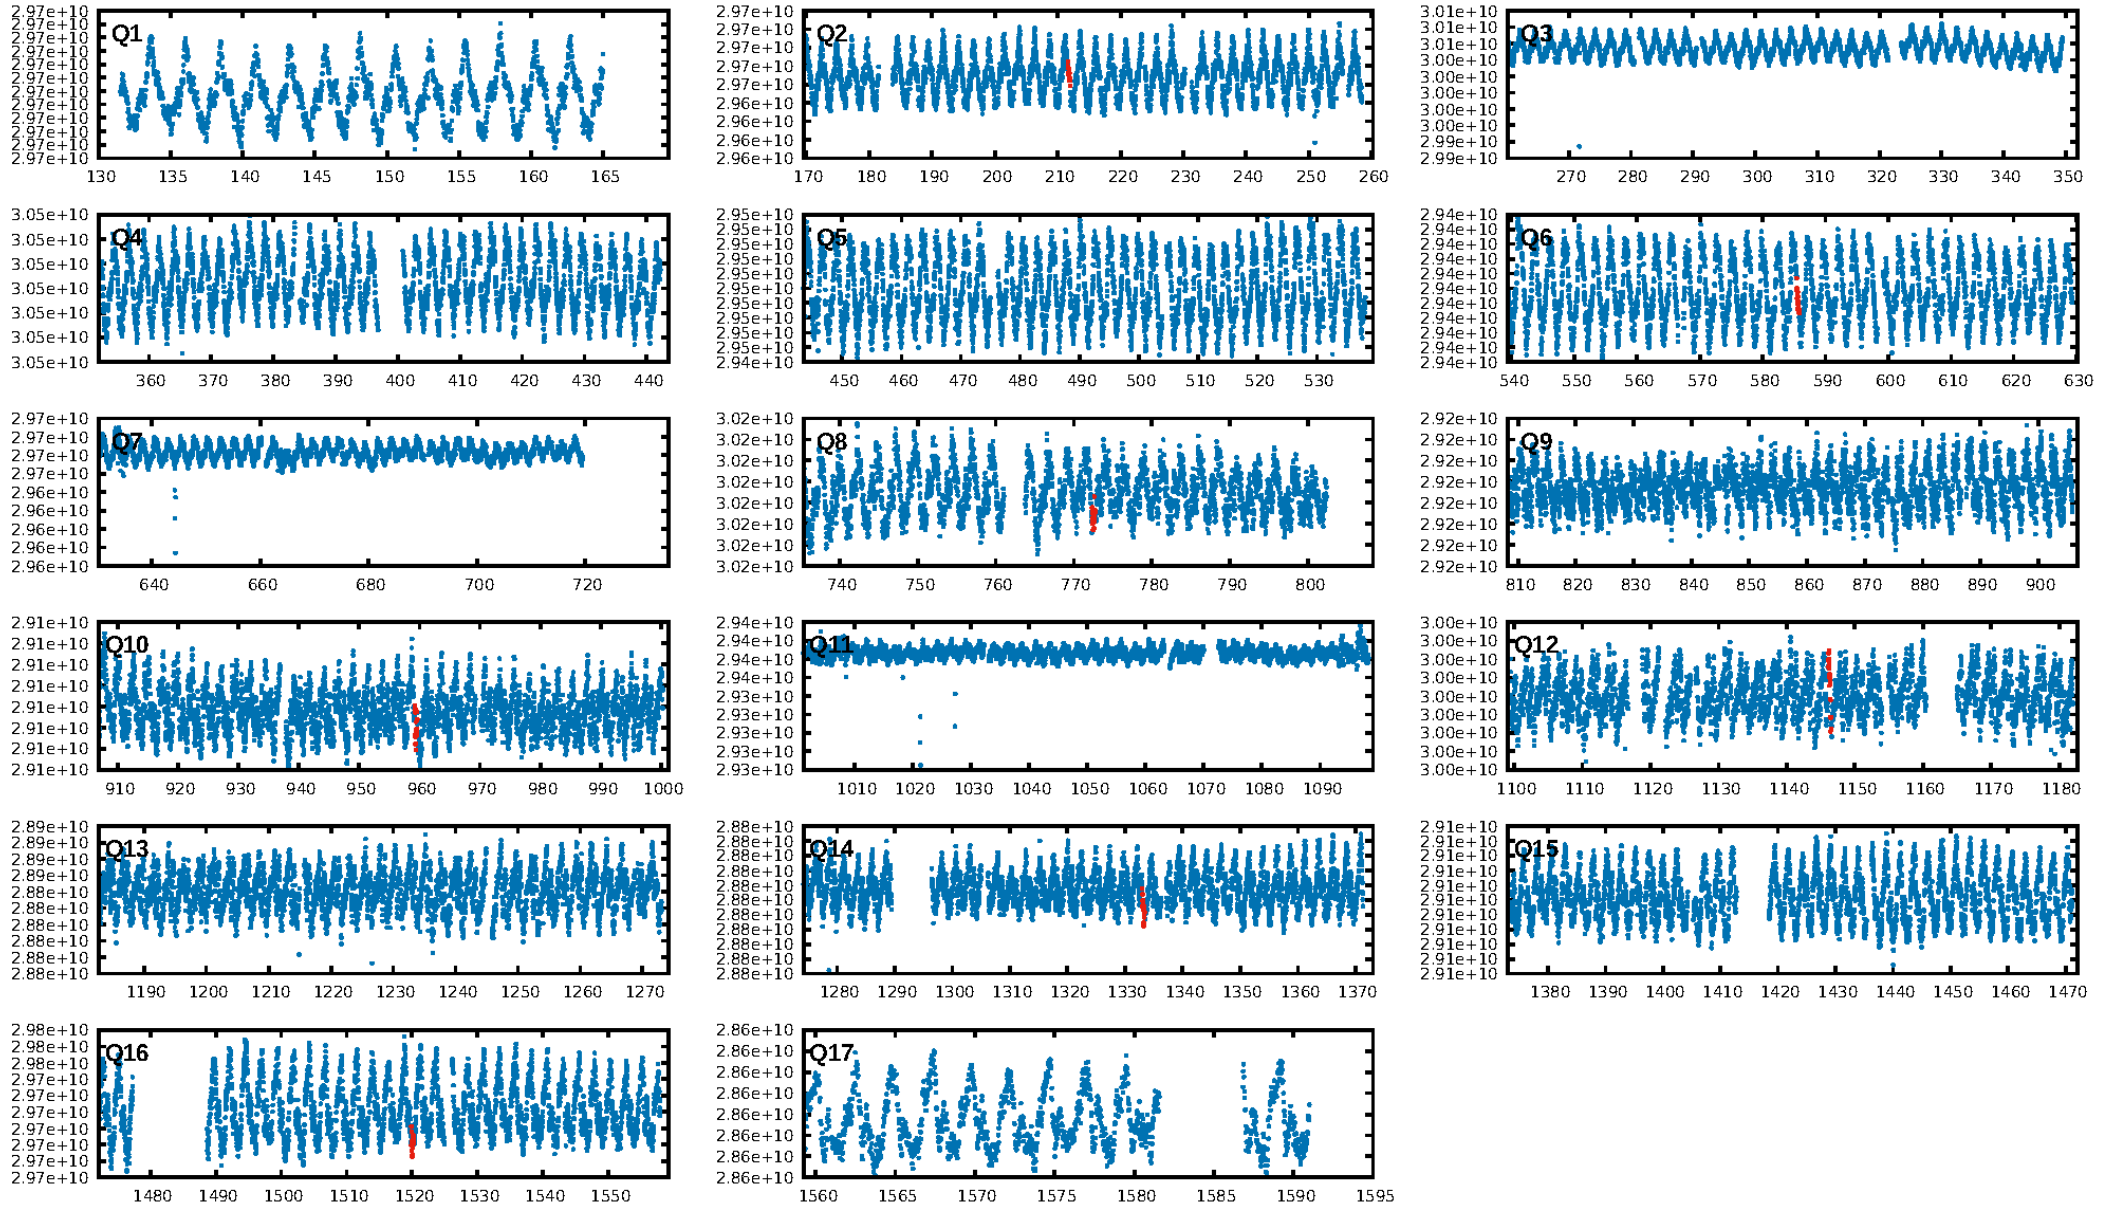 2.97e+10
2.97e+10
2.97e+10
2.97e+10
2.97e+10
2.97e+10
2.97e+10
2.97e+10
2.97e+10
2.97e+10
2.97e+10
2.97e+10
Q1
130 135 140 145 150 155 160 165
2.97e+10
2.97e+10
2.97e+10
2.97e+10
2.97e+10
2.96e+10
2.96e+10
2.96e+10
2.96e+10
Q2
170 180 190 200 210 220 230 240 250 260
3.01e+10
3.01e+10
3.01e+10
3.00e+10
3.00e+10
3.00e+10
3.00e+10
3.00e+10
2.99e+10
2.99e+10
Q3
270 280 290 300 310 320 330 340 350
3.05e+10
3.05e+10
3.05e+10
3.05e+10
3.05e+10
3.05e+10
3.05e+10
Q4
360 370 380 390 400 410 420 430 440
2.95e+10
2.95e+10
2.95e+10
2.95e+10
2.95e+10
2.95e+10
2.95e+10
2.95e+10
2.95e+10
2.95e+10
2.94e+10
Q5
450 460 470 480 490 500 510 520 530
2.94e+10
2.94e+10
2.94e+10
2.94e+10
2.94e+10
2.94e+10
2.94e+10
2.94e+10
2.94e+10
2.94e+10
2.94e+10
Q6
540 550 560 570 580 590 600 610 620 630
2.97e+10
2.97e+10
2.97e+10
2.97e+10
2.96e+10
2.96e+10
2.96e+10
2.96e+10
2.96e+10
Q7
640 660 680 700 720
3.02e+10
3.02e+10
3.02e+10
3.02e+10
3.02e+10
3.02e+10
3.02e+10
3.02e+10
Q8
740 750 760 770 780 790 800
2.92e+10
2.92e+10
2.92e+10
2.92e+10
2.92e+10
2.92e+10
2.92e+10
2.92e+10
Q9
810 820 830 840 850 860 870 880 890 900
2.91e+10
2.91e+10
2.91e+10
2.91e+10
2.91e+10
2.91e+10
2.91e+10
2.91e+10
Q10
910 920 930 940 950 960 970 980 990 1000
2.94e+10
2.94e+10
2.94e+10
2.94e+10
2.93e+10
2.93e+10
2.93e+10
2.93e+10
2.93e+10
Q11
1010 1020 1030 1040 1050 1060 1070 1080 1090
3.00e+10
3.00e+10
3.00e+10
3.00e+10
3.00e+10
3.00e+10
3.00e+10
3.00e+10
3.00e+10
Q12
1100 1110 1120 1130 1140 1150 1160 1170 1180
2.89e+10
2.89e+10
2.89e+10
2.89e+10
2.88e+10
2.88e+10
2.88e+10
2.88e+10
2.88e+10
2.88e+10
Q13
1190 1200 1210 1220 1230 1240 1250 1260 1270
2.88e+10
2.88e+10
2.88e+10
2.88e+10
2.88e+10
2.88e+10
2.88e+10
2.88e+10
2.88e+10
2.88e+10
2.88e+10
Q14
1280 1290 1300 1310 1320 1330 1340 1350 1360 1370
2.91e+10
2.91e+10
2.91e+10
2.91e+10
2.91e+10
2.91e+10
2.91e+10
2.91e+10
2.91e+10
2.91e+10
2.91e+10
Q15
1380 1390 1400 1410 1420 1430 1440 1450 1460 1470
2.98e+10
2.98e+10
2.98e+10
2.97e+10
2.97e+10
2.97e+10
2.97e+10
2.97e+10
2.97e+10
2.97e+10
Q16
1480 1490 1500 1510 1520 1530 1540 1550
2.86e+10
2.86e+10
2.86e+10
2.86e+10
2.86e+10
2.86e+10
2.86e+10
2.86e+10
Q17
1560 1565 1570 1575 1580 1585 1590 1595